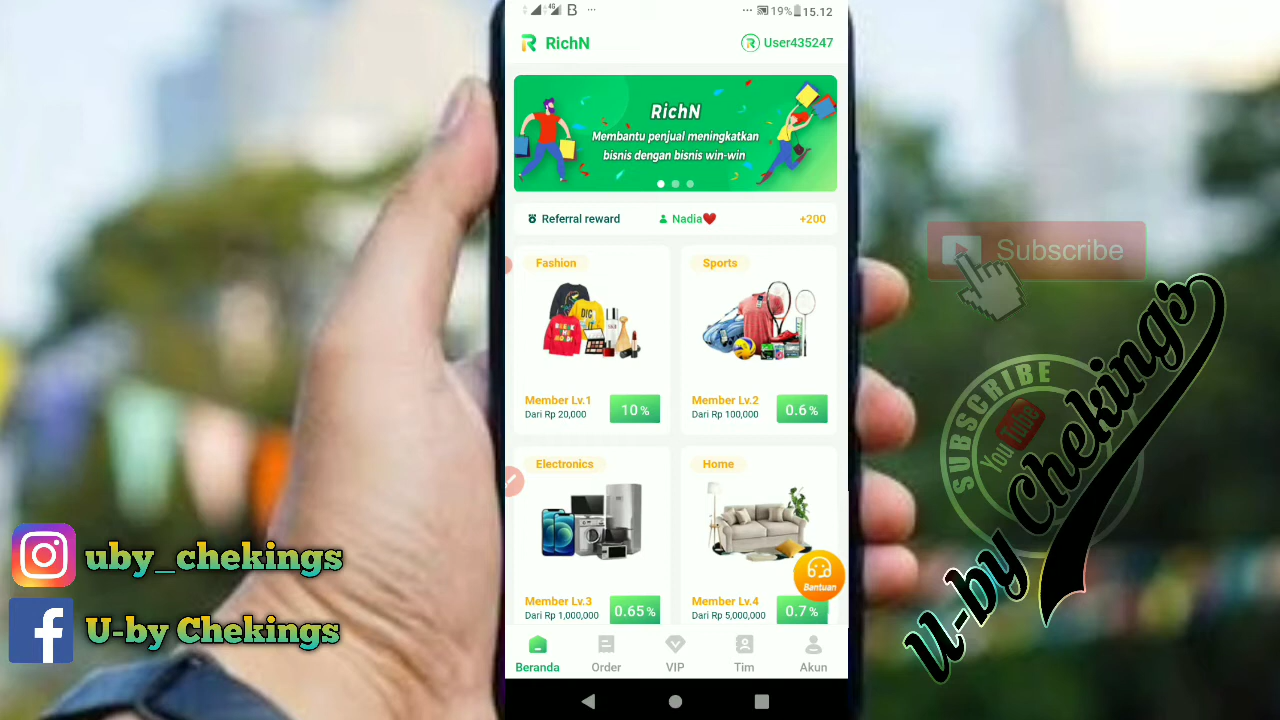 4G B ... ... 19% 15.12
RichN
User435247
RichN
Membantu penjual meningkatkan
bisnis dengan bisnis win-win
Referral reward
Nadia❤️
+200
Fashion
Member Lv.1
Dari Rp 20,000
10%
Sports
Member Lv.2
Dari Rp 100,000
0.6%
Electronics
Member Lv.3
Dari Rp 1,000,000
0.65%
Home
Member Lv.4
Dari Rp 5,000,000
0.7%
Bantuan
Beranda
Order
VIP
Tim
Akun
uby_chekings
U-by Chekings
Subscribe
SUBSCRIBE
YouTube
U-by Chekings
DIG
IT